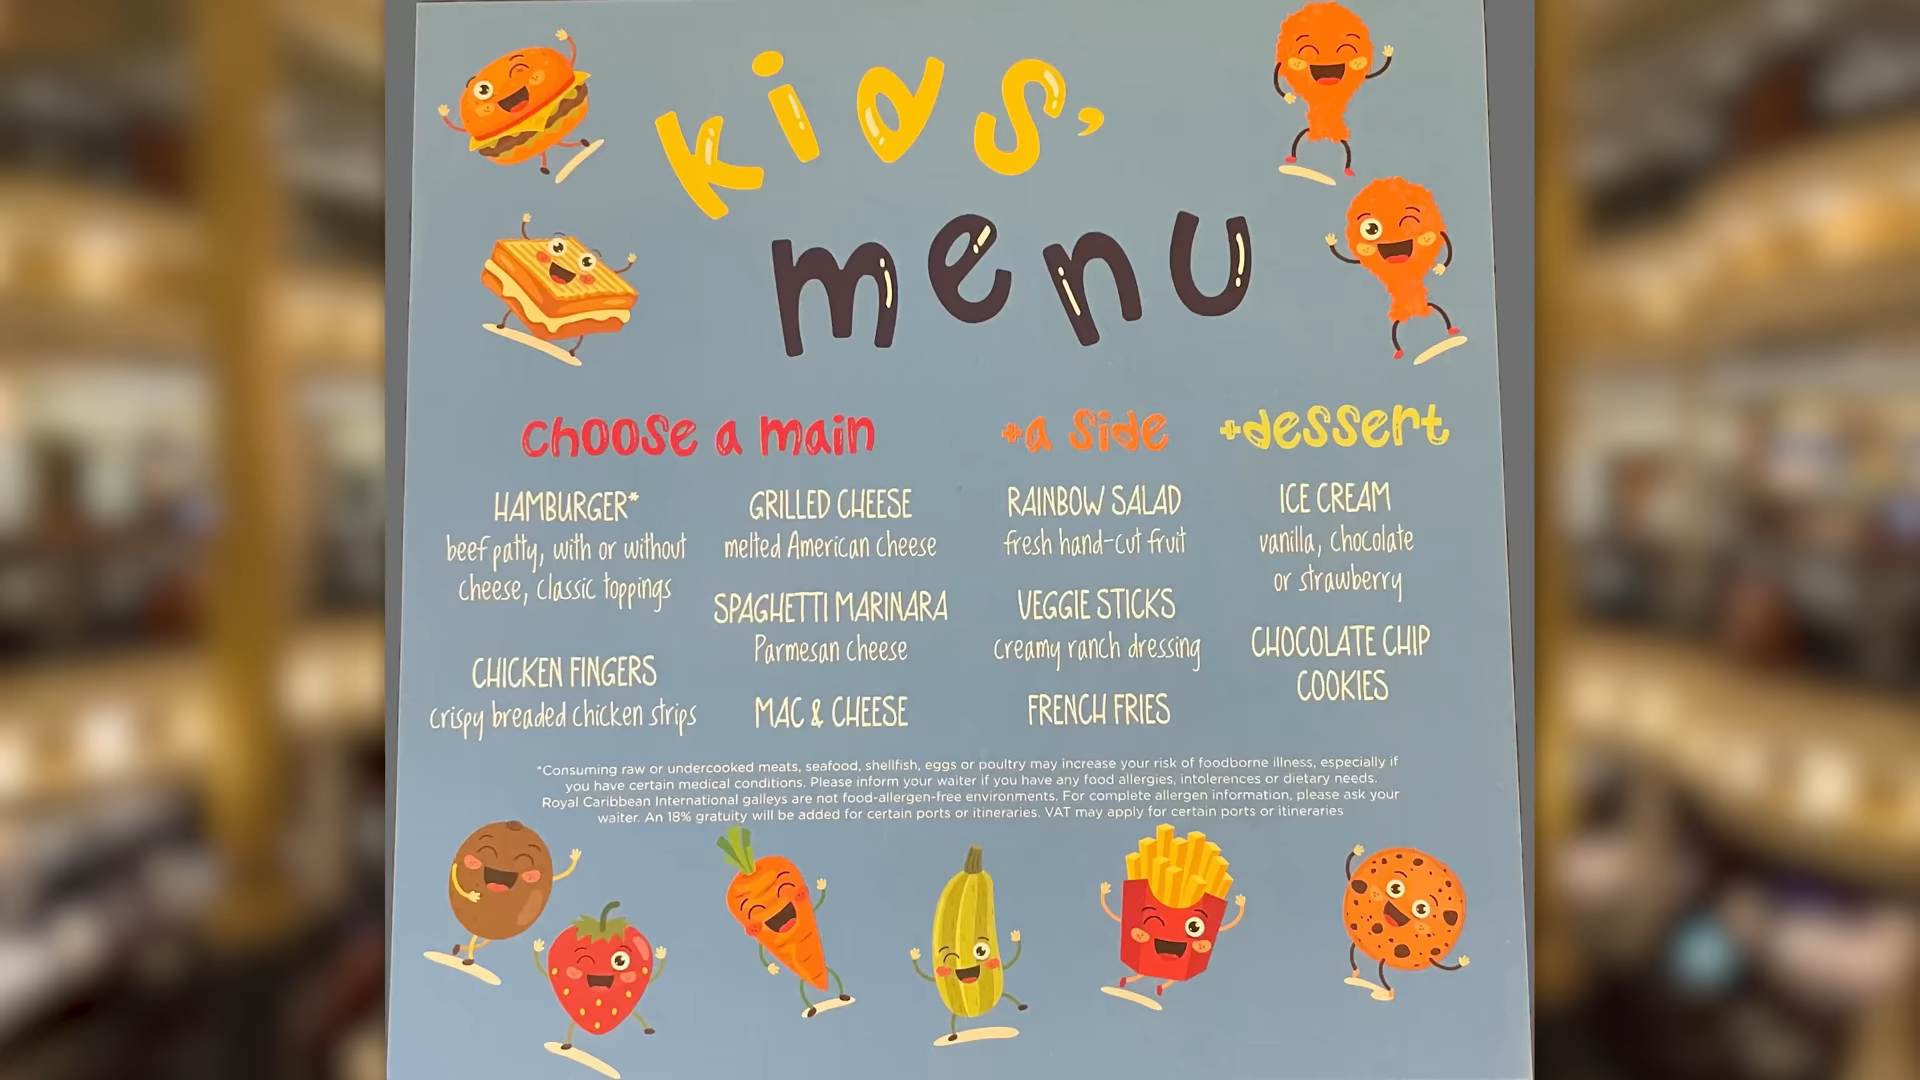 kids'
menu
choose a main
HAMBURGER*
beef patty, with or without
cheese, classic toppings
CHICKEN FINGERS
crispy breaded chicken strips
GRILLED CHEESE
melted American cheese
SPAGHETTI MARINARA
Parmesan cheese
MAC & CHEESE
+a side
RAINBOW SALAD
fresh hand-cut fruit
VEGGIE STICKS
creamy ranch dressing
FRENCH FRIES
+dessert
ICE CREAM
vanilla, chocolate
or strawberry
CHOCOLATE CHIP
COOKIES
*Consuming raw or undercooked meats, seafood, shellfish, eggs or poultry may increase your risk of foodborne illness, especially if
you have certain medical conditions. Please inform your waiter if you have any food allergies, intolerences or dietary needs.
Royal Caribbean International galleys are not food-allergen-free environments. For complete allergen information, please ask your
waiter. An 18% gratuity will be added for certain ports or itineraries. VAT may apply for certain ports or itineraries